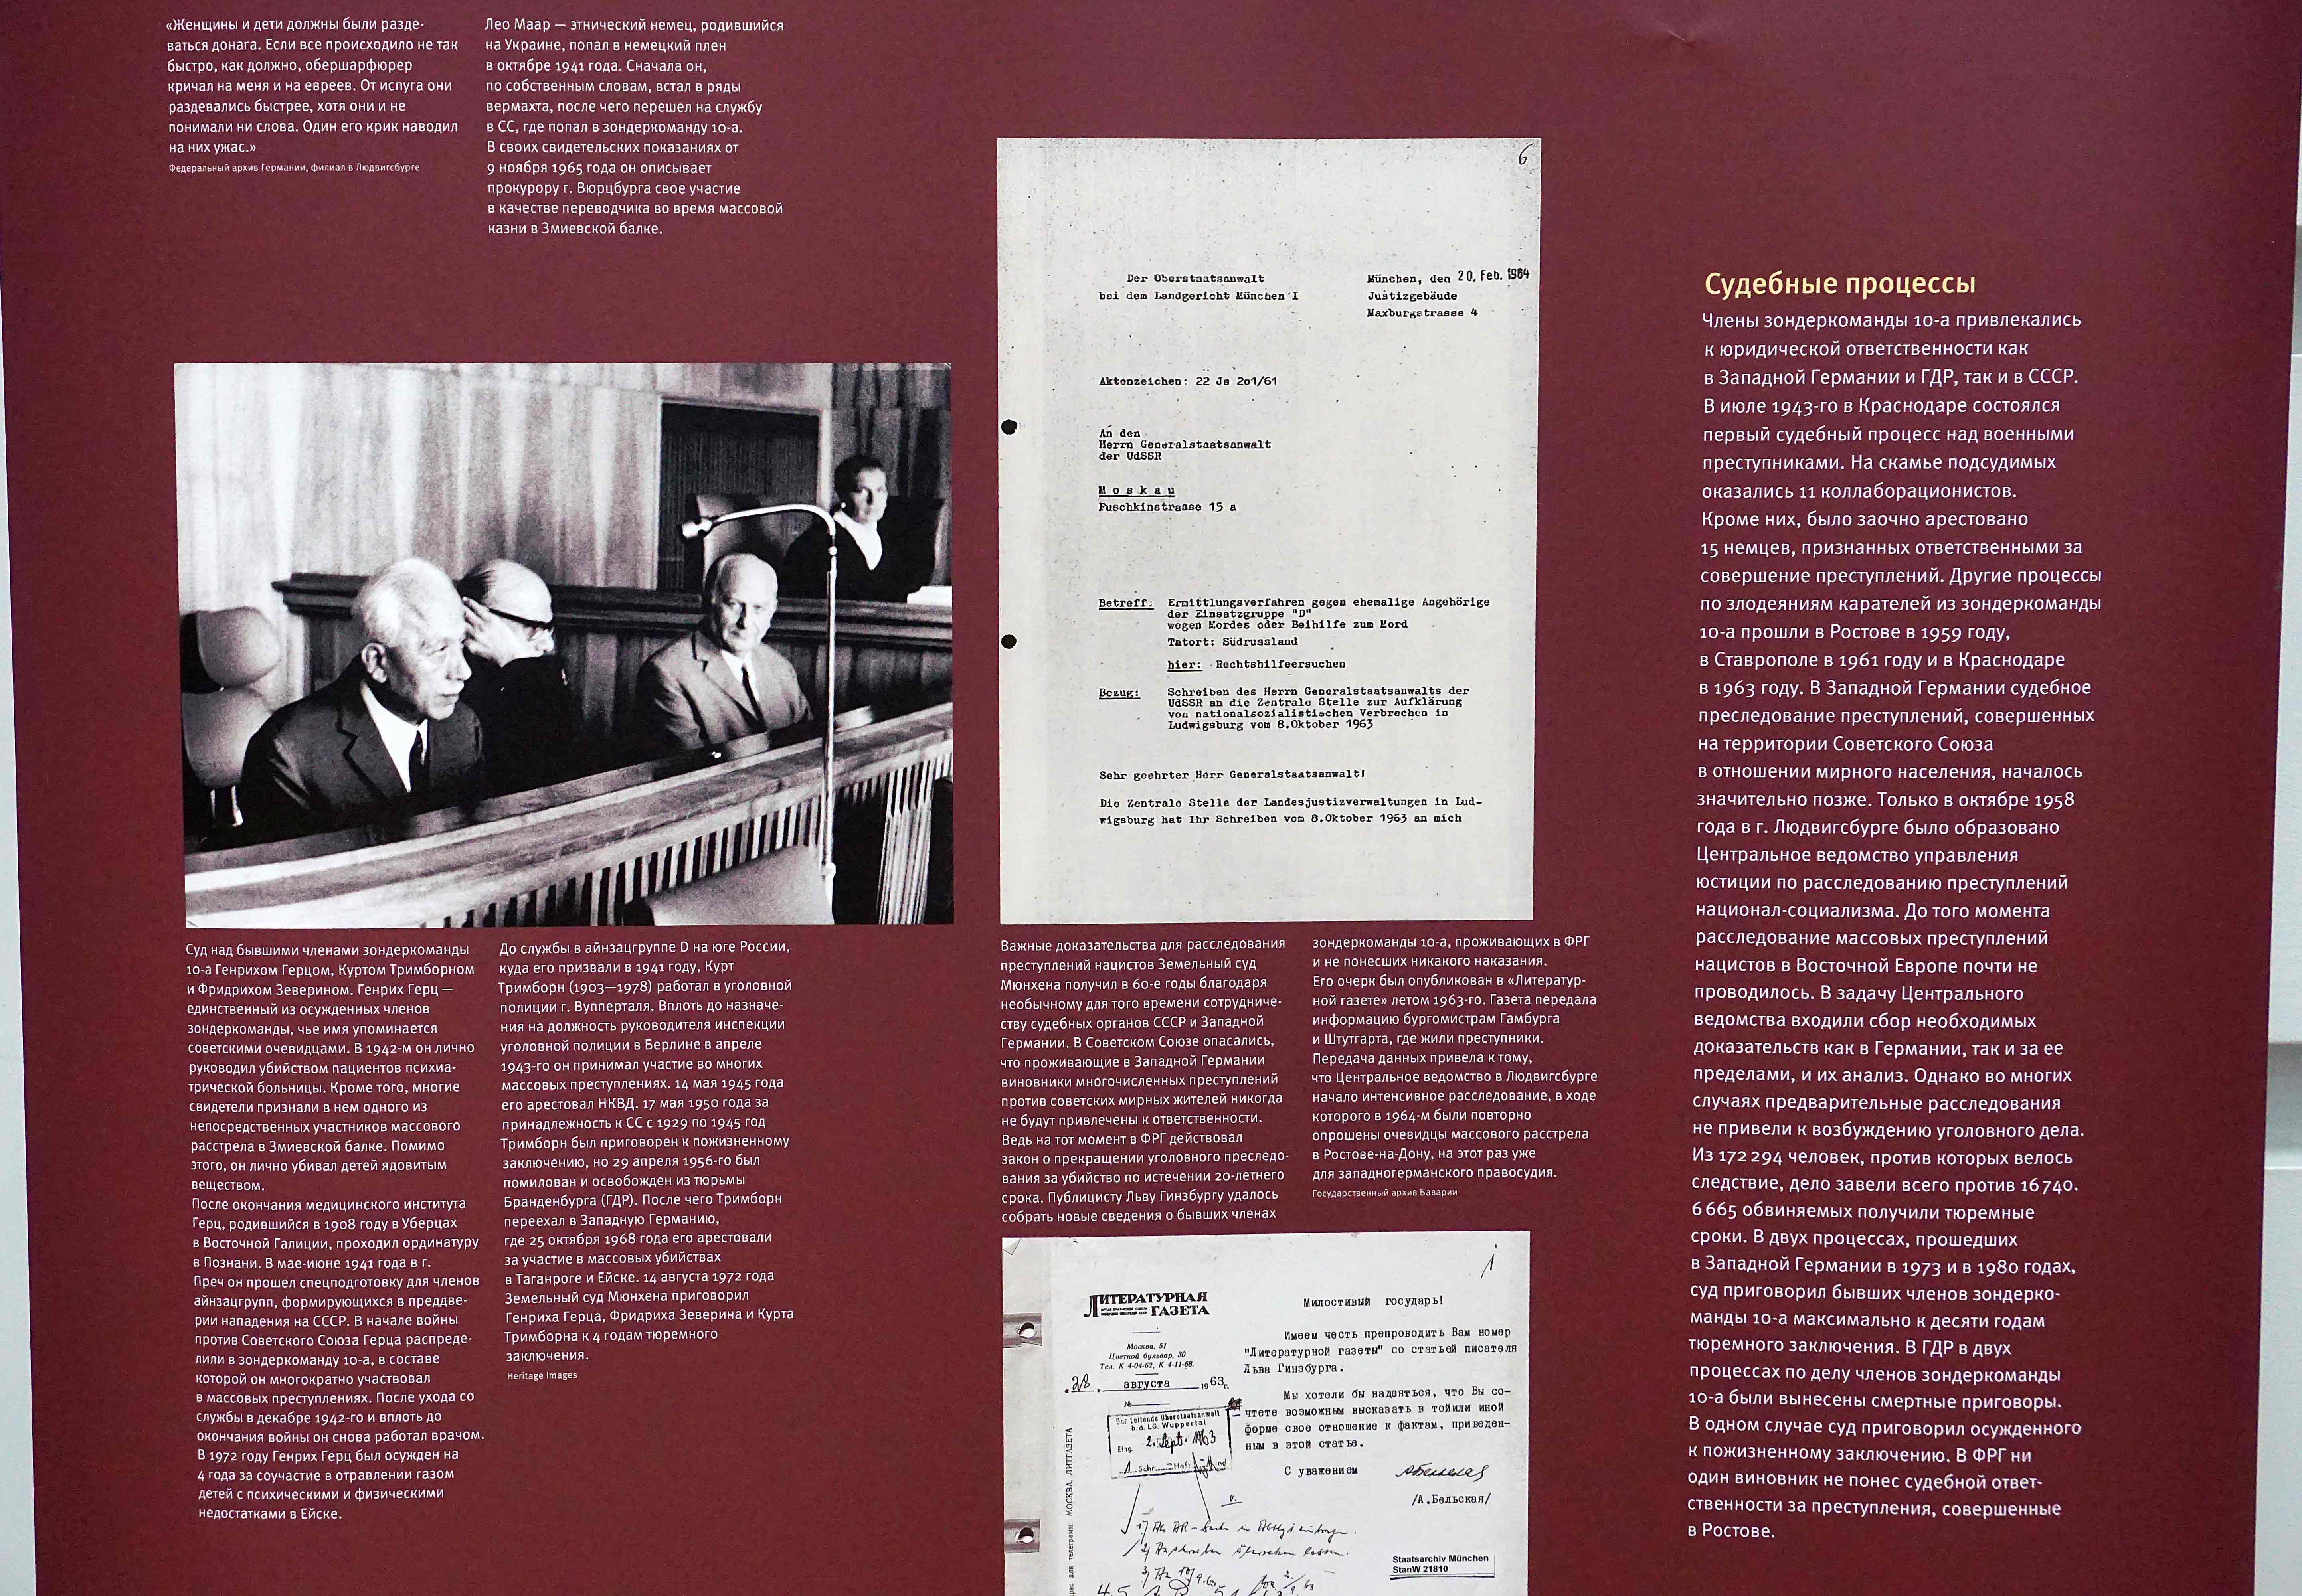 «Женщины и дети должны были разде-
ваться донага. Если все происходило не так
быстро, как должно, обершарфюрер
кричал на меня и на евреев. От испуга они
раздевались быстрее, хотя они и не
понимали ни слова. Один его крик наводил
на них ужас.»
Федеральный архив Германии, филиал в Людвигсбурге
Лео Маар — этнический немец, родившийся
на Украине, попал в немецкий плен
в октябре 1941 года. Сначала он,
по собственным словам, встал в ряды
вермахта, после чего перешел на службу
в СС, где попал в зондеркоманду 10-а.
В своих свидетельских показаниях от
9 ноября 1965 года он описывает
прокурору г. Вюрцбурга свое участие
в качестве переводчика во время массовой
казни в Змиевской балке.
Суд над бывшими членами зондеркоманды
10-а Генрихом Герцом, Куртом Тримборном
и Фридрихом Зеверином. Генрих Герц —
единственный из осужденных членов
зондеркоманды, чье имя упоминается
советскими очевидцами. В 1942-м он лично
руководил убийством пациентов психиа-
трической больницы. Кроме того, многие
свидетели признали в нем одного из
непосредственных участников массового
расстрела в Змиевской балке. Помимо
этого, он лично убивал детей ядовитым
веществом.
После окончания медицинского института
Герц, родившийся в 1908 году в Уберцах
в Восточной Галиции, проходил ординатуру
в Познани. В мае-июне 1941 года в г.
Преч он прошел спецподготовку для членов
айнзацгрупп, формирующихся в преддве-
рии нападения на СССР. В начале войны
против Советского Союза Герца распреде-
лили в зондеркоманду 10-а, в составе
которой он многократно участвовал
в массовых преступлениях. После ухода со
службы в декабре 1942-го и вплоть до
окончания войны он снова работал врачом.
В 1972 году Генрих Герц был осужден на
4 года за соучастие в отравлении газом
детей с психическими и физическими
недостатками в Ейске.
До службы в айнзацгруппе D на юге России,
куда его призвали в 1941 году, Курт
Тримборн (1903—1978) работал в уголовной
полиции г. Вупперталя. Вплоть до назначе-
ния на должность руководителя инспекции
уголовной полиции в Берлине в апреле
1943-го он принимал участие во многих
массовых преступлениях. 14 мая 1945 года
его арестовал НКВД. 17 мая 1950 года за
принадлежность к СС с 1929 по 1945 год
Тримборн был приговорен к пожизненному
заключению, но 29 апреля 1956-го был
помилован и освобожден из тюрьмы
Бранденбурга (ГДР). После чего Тримборн
переехал в Западную Германию,
где 25 октября 1968 года его арестовали
за участие в массовых убийствах
в Таганроге и Ейске. 14 августа 1972 года
Земельный суд Мюнхена приговорил
Генриха Герца, Фридриха Зеверина и Курта
Тримборна к 4 годам тюремного
заключения.
Heritage Images
6
Der Oberstaatsanwalt
bei dem Landgericht München I
München, den 20. Feb. 1964
Justizgebäude
Maxburgstrasse 4
Aktenzeichen: 22 Js 201/61
An den
Herrn Generalstaatsanwalt
der UdSSR
Moskau
Puschkinstrasse 15 a
Betreff: Ermittlungsverfahren gegen ehemalige Angehörige
der Einsatzgruppe "D"
wegen Mordes oder Beihilfe zum Mord
Tatort: Südrussland
hier: Rechtshilfeersuchen
Bezug: Schreiben des Herrn Generalstaatsanwalts der
UdSSR an die Zentrale Stelle zur Aufklärung
von nationalsozialistischen Verbrechen in
Ludwigsburg vom 8.Oktober 1963
Sehr geehrter Herr Generalstaatsanwalt!
Die Zentrale Stelle der Landesjustizverwaltungen in Lud-
wigsburg hat Ihr Schreiben vom 8.Oktober 1963 an mich
Важные доказательства для расследования
преступлений нацистов Земельный суд
Мюнхена получил в 60-е годы благодаря
необычному для того времени сотрудниче-
ству судебных органов СССР и Западной
Германии. В Советском Союзе опасались,
что проживающие в Западной Германии
виновники многочисленных преступлений
против советских мирных жителей никогда
не будут привлечены к ответственности.
Ведь на тот момент в ФРГ действовал
закон о прекращении уголовного преследо-
вания за убийство по истечении 20-летнего
срока. Публицисту Льву Гинзбургу удалось
собрать новые сведения о бывших членах
зондеркоманды 10-а, проживающих в ФРГ
и не понесших никакого наказания.
Его очерк был опубликован в «Литератур-
ной газете» летом 1963-го. Газета передала
информацию бургомистрам Гамбурга
и Штутгарта, где жили преступники.
Передача данных привела к тому,
что Центральное ведомство в Людвигсбурге
начало интенсивное расследование, в ходе
которого в 1964-м были повторно
опрошены очевидцы массового расстрела
в Ростове-на-Дону, на этот раз уже
для западногерманского правосудия.
Государственный архив Баварии
1
ЛИТЕРАТУРНАЯ
ГАЗЕТА
Москва, 51
Цветной бульвар, 30
Тел. К 4-04-62, К 4-11-68.
"28" августа 1963г.
№
Der Leitende Oberstaatsanwalt
b.d. LG. Wuppertal
Eing. 2. Sept. 1963
Милостивый государь!
Имеем честь препроводить Вам номер
"Литературной газеты" со статьей писателя
Льва Гинзбурга.
Мы хотели бы надеяться, что Вы со-
чтете возможным высказать в той или иной
форме свое отношение к фактам, приведен-
ным в этой статье.
С уважением
/А.Бельская/
для телеграмм: МОСКВА, ЛИТГАЗЕТА
Staatsarchiv München
StanW 21810
Судебные процессы
Члены зондеркоманды 10-а привлекались
к юридической ответственности как
в Западной Германии и ГДР, так и в СССР.
В июле 1943-го в Краснодаре состоялся
первый судебный процесс над военными
преступниками. На скамье подсудимых
оказались 11 коллаборационистов.
Кроме них, было заочно арестовано
15 немцев, признанных ответственными за
совершение преступлений. Другие процессы
по злодеяниям карателей из зондеркоманды
10-а прошли в Ростове в 1959 году,
в Ставрополе в 1961 году и в Краснодаре
в 1963 году. В Западной Германии судебное
преследование преступлений, совершенных
на территории Советского Союза
в отношении мирного населения, началось
значительно позже. Только в октябре 1958
года в г. Людвигсбурге было образовано
Центральное ведомство управления
юстиции по расследованию преступлений
национал-социализма. До того момента
расследование массовых преступлений
нацистов в Восточной Европе почти не
проводилось. В задачу Центрального
ведомства входили сбор необходимых
доказательств как в Германии, так и за ее
пределами, и их анализ. Однако во многих
случаях предварительные расследования
не привели к возбуждению уголовного дела.
Из 172 294 человек, против которых велось
следствие, дело завели всего против 16 740.
6 665 обвиняемых получили тюремные
сроки. В двух процессах, прошедших
в Западной Германии в 1973 и в 1980 годах,
суд приговорил бывших членов зондерко-
манды 10-а максимально к десяти годам
тюремного заключения. В ГДР в двух
процессах по делу членов зондеркоманды
10-а были вынесены смертные приговоры.
В одном случае суд приговорил осужденного
к пожизненному заключению. В ФРГ ни
один виновник не понес судебной ответ-
ственности за преступления, совершенные
в Ростове.